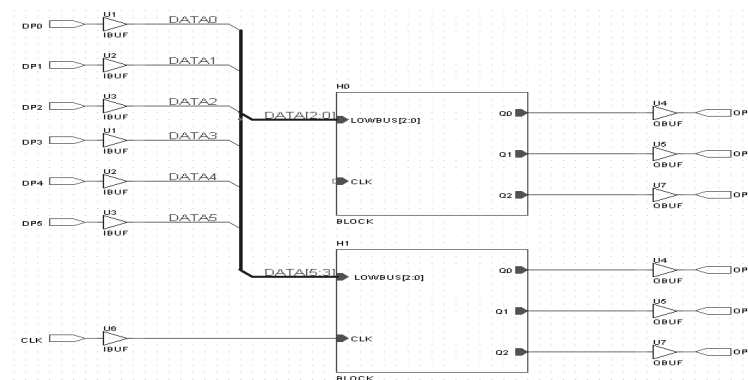 U1
DP0 DATA0
IBUF
U2
DP1 DATA1
IBUF
U3
DP2 DATA2
IBUF
U1
DP3 DATA3
IBUF
U2
DP4 DATA4
IBUF
U3
DP5 DATA5
IBUF
H0
DATA[2:0] LOWBUS[2:0]
CLK
Q0
Q1
Q2
BLOCK
U4
OP
OBUF
U5
OP
OBUF
U7
OP
OBUF
H1
DATA[5:3] LOWBUS[2:0]
U6
CLK CLK
IBUF
Q0
Q1
Q2
BLOCK
U4
OP
OBUF
U5
OP
OBUF
U7
OP
OBUF